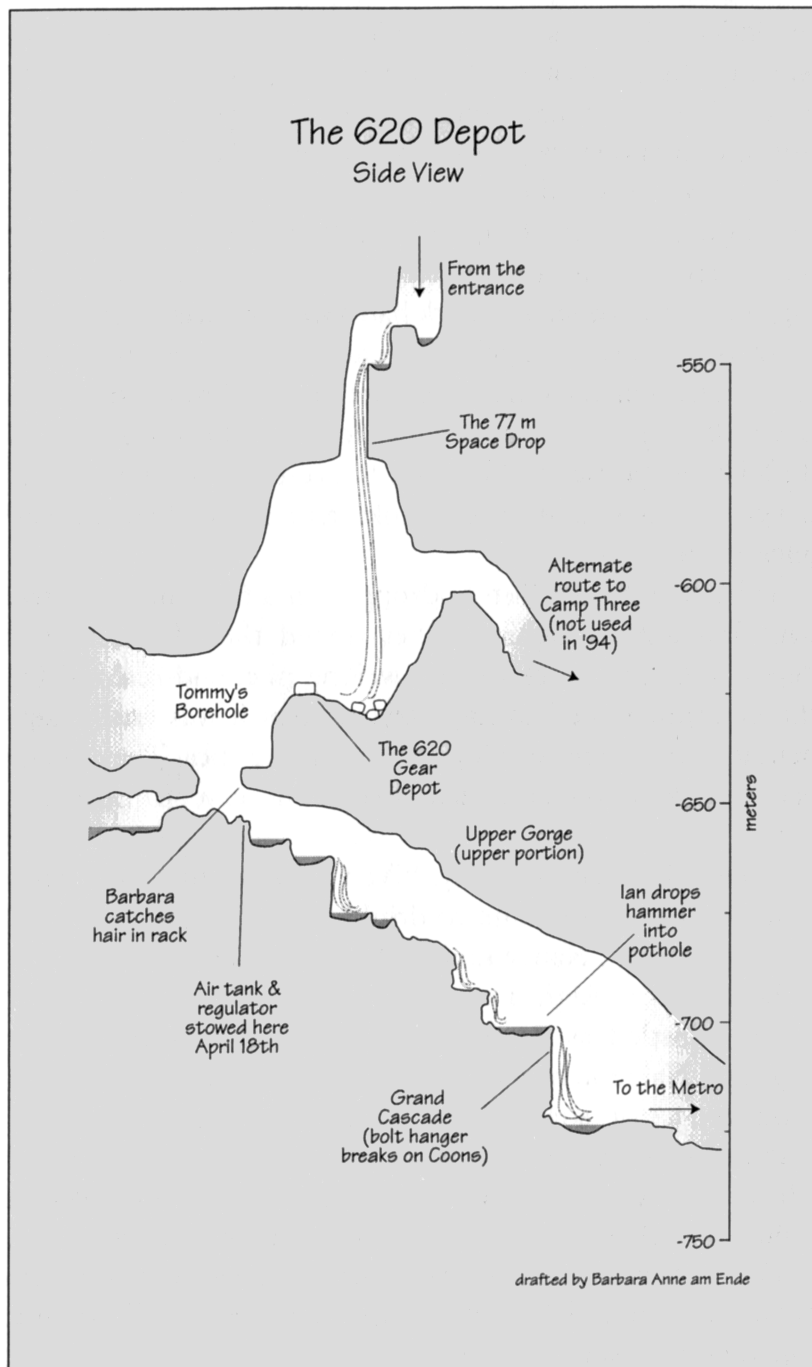 The 620 Depot
Side View
From the
entrance
-550
The 77 m
Space Drop
Alternate
route to
Camp Three
(not used
in '94)
-600
Tommy's
Borehole
The 620
Gear
Depot
-650
meters
Upper Gorge
(upper portion)
Barbara
catches
hair in rack
Ian drops
hammer
into
pothole
Air tank &
regulator
stowed here
April 18th
-700
To the Metro
Grand
Cascade
(bolt hanger
breaks on Coons)
-750
drafted by Barbara Anne am Ende